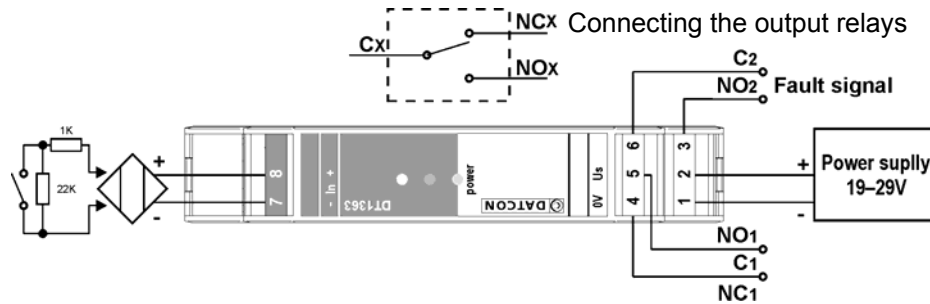 NCX Connecting the output relays
CX
NOX
C2
NO2 Fault signal
1K
22K
+
-
8
7
- In +
DT1363
power
DATCON
0V Us
6
5
4
3
2
1
+
-
Power suplly
19–29V
NO1
C1
NC1